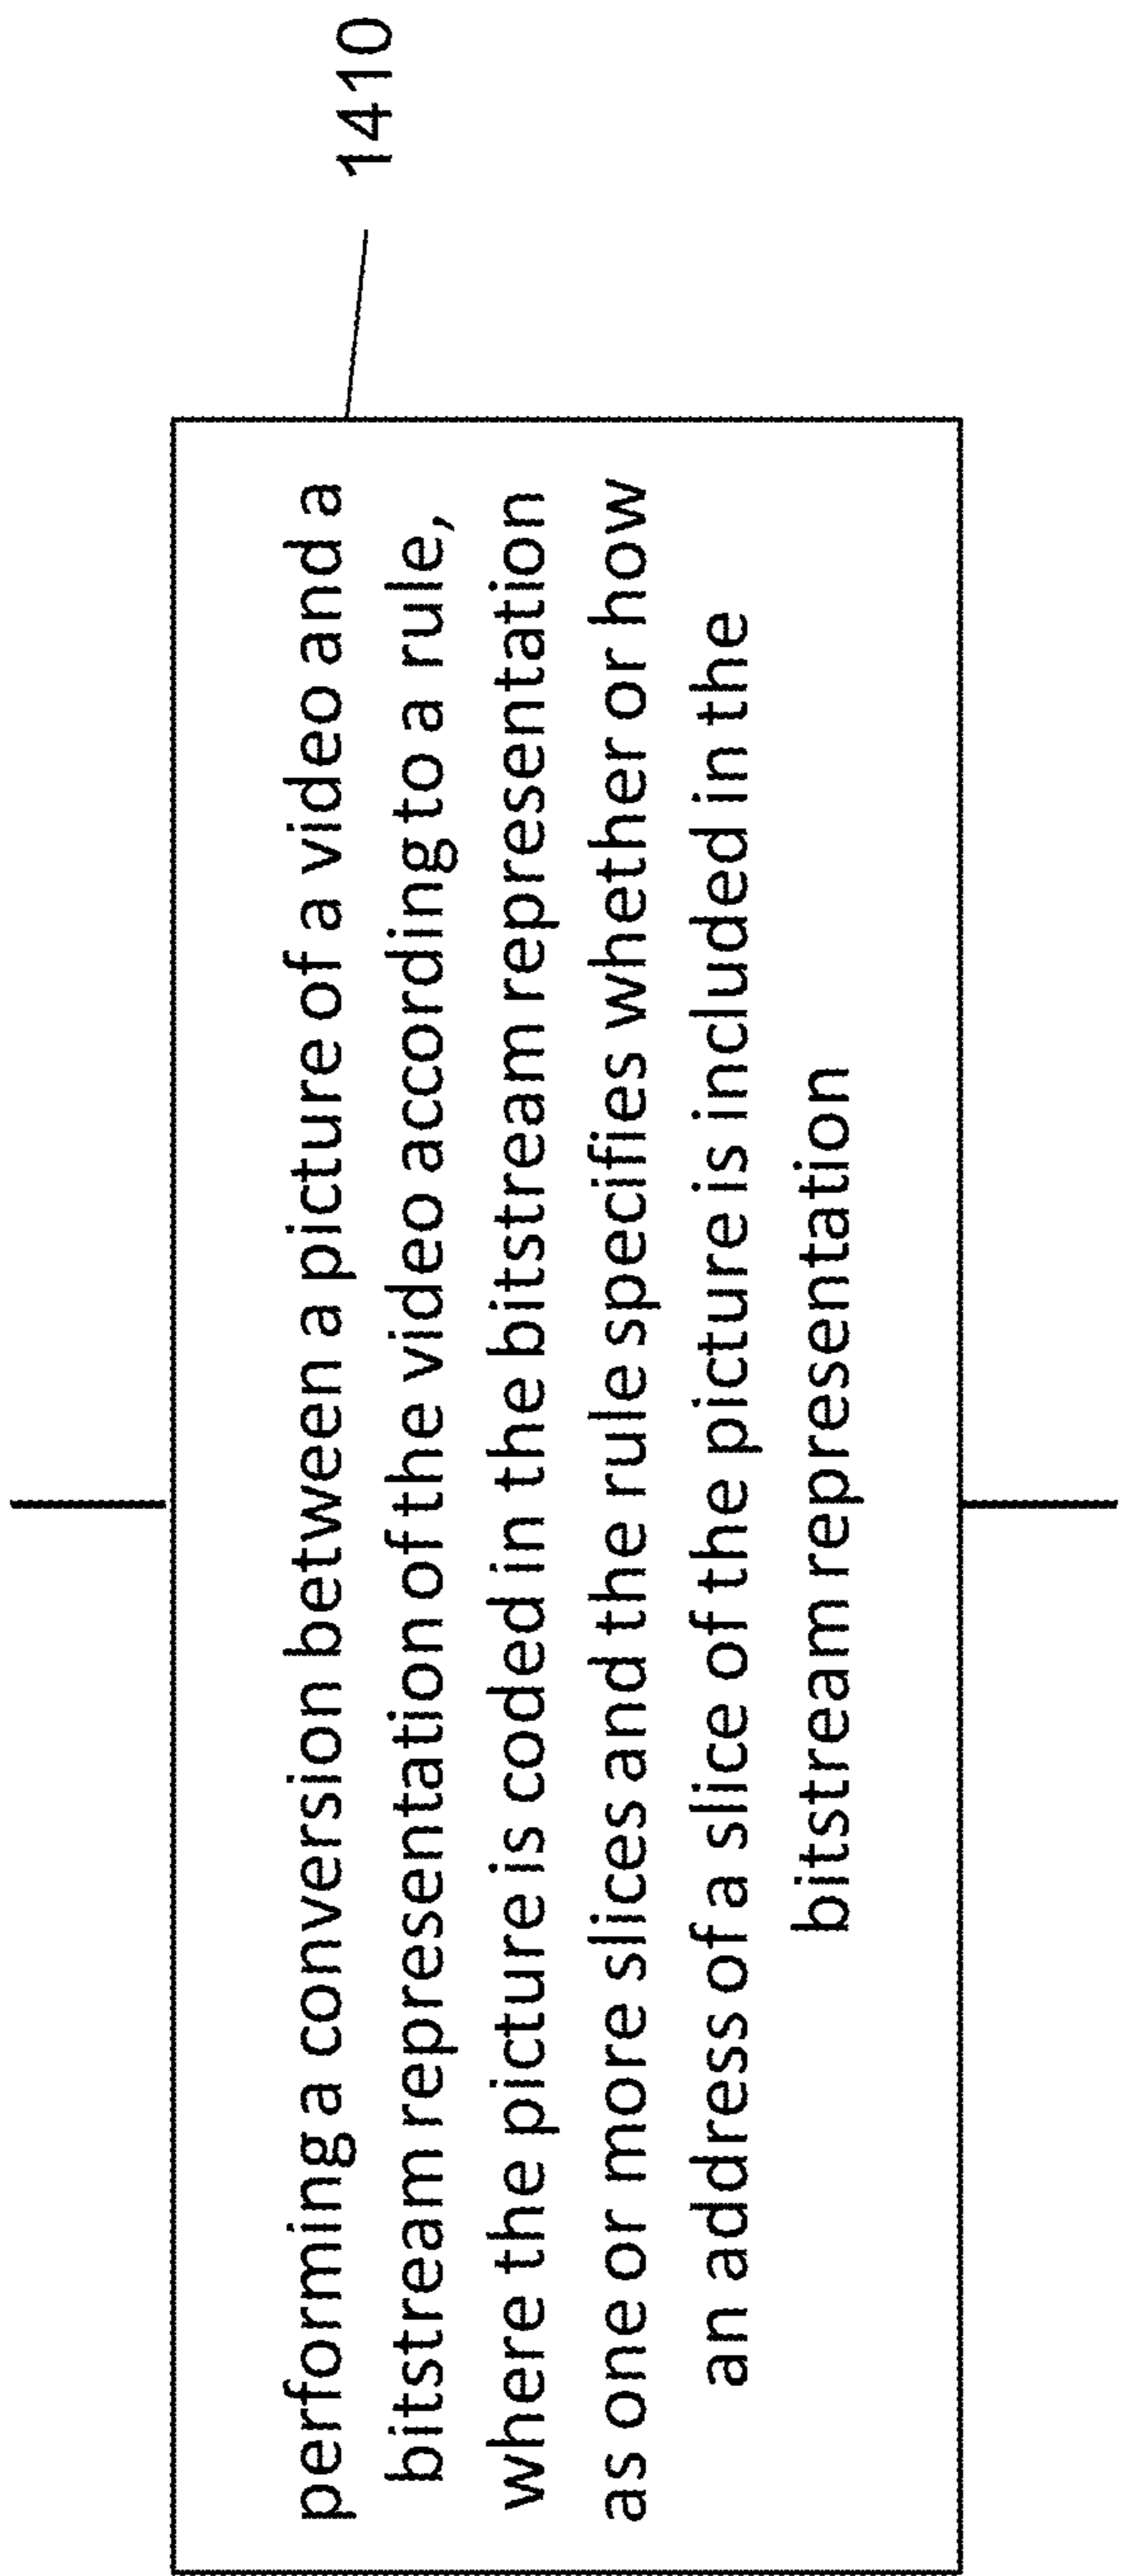 performing a conversion between a picture of a video and a
bitstream representation of the video according to a rule,
where the picture is coded in the bitstream representation
as one or more slices and the rule specifies whether or how
an address of a slice of the picture is included in the
bitstream representation
1410